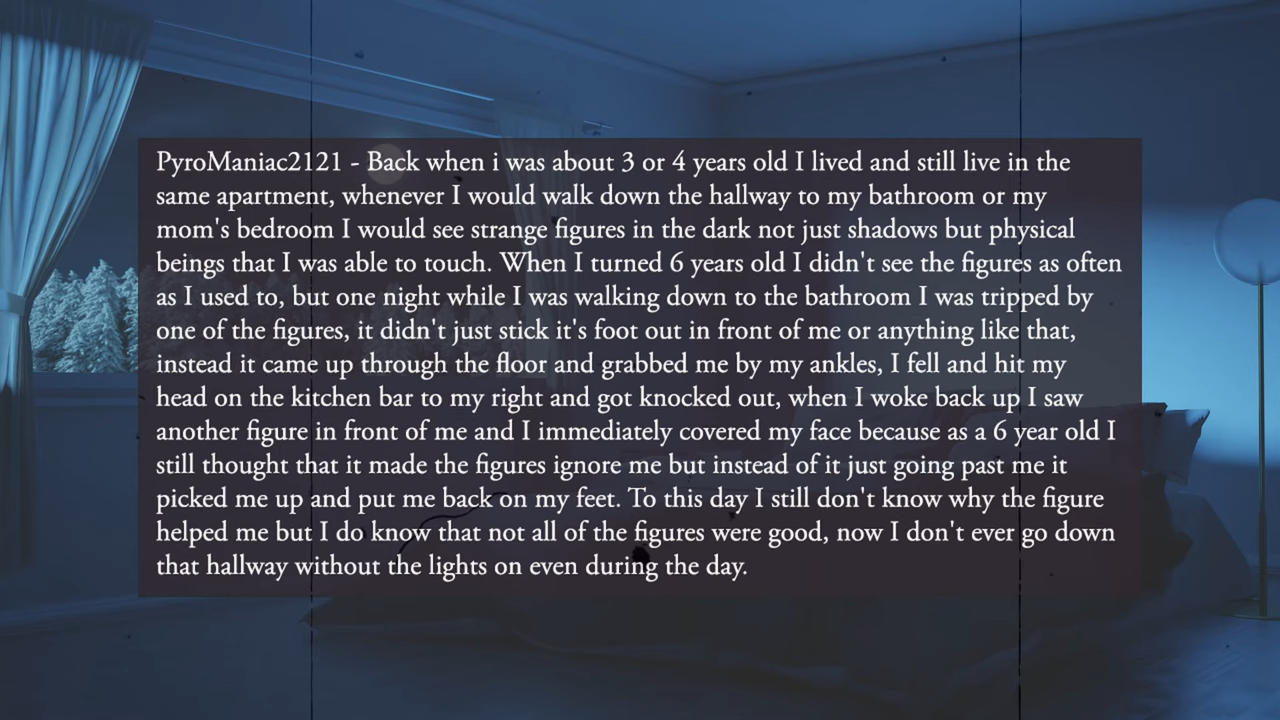 PyroManiac2121 - Back when i was about 3 or 4 years old I lived and still live in the
same apartment, whenever I would walk down the hallway to my bathroom or my
mom's bedroom I would see strange figures in the dark not just shadows but physical
beings that I was able to touch. When I turned 6 years old I didn't see the figures as often
as I used to, but one night while I was walking down to the bathroom I was tripped by
one of the figures, it didn't just stick it's foot out in front of me or anything like that,
instead it came up through the floor and grabbed me by my ankles, I fell and hit my
head on the kitchen bar to my right and got knocked out, when I woke back up I saw
another figure in front of me and I immediately covered my face because as a 6 year old I
still thought that it made the figures ignore me but instead of it just going past me it
picked me up and put me back on my feet. To this day I still don't know why the figure
helped me but I do know that not all of the figures were good, now I don't ever go down
that hallway without the lights on even during the day.